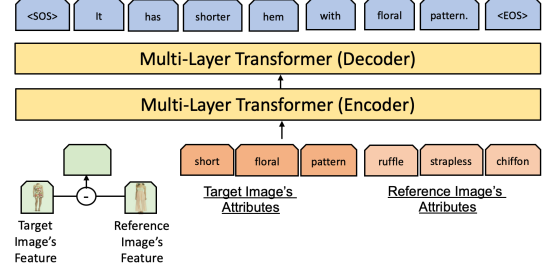 <SOS> It has shorter hem with floral pattern. <EOS>
Multi-Layer Transformer (Decoder)
Multi-Layer Transformer (Encoder)
short floral pattern ruffle strapless chiffon
Target Image's
Attributes
Reference Image's
Attributes
-
Target
Image's
Feature
Reference
Image's
Feature